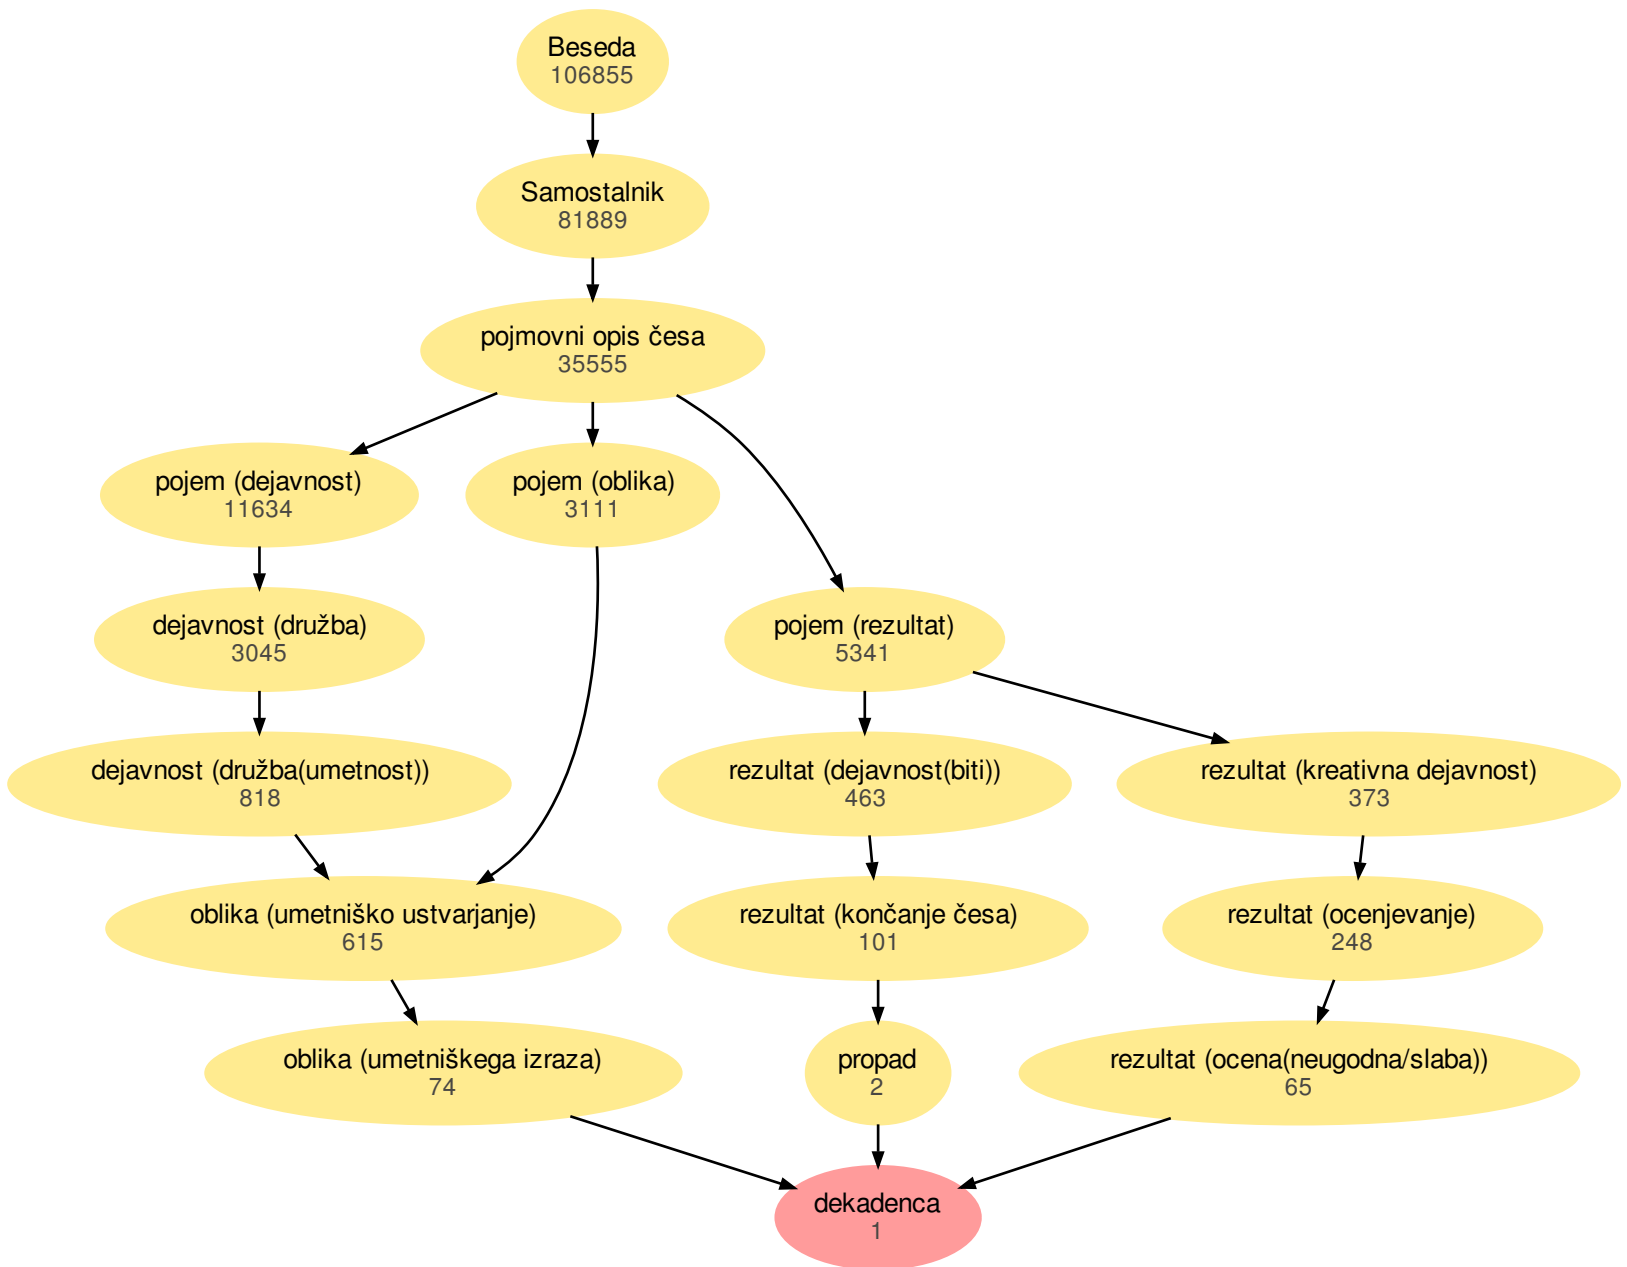 Beseda
106855
Samostalnik
81889
pojmovni opis česa
35555
pojem (dejavnost)
11634
pojem (oblika)
3111
dejavnost (družba)
3045
pojem (rezultat)
5341
dejavnost (družba(umetnost))
818
rezultat (dejavnost(biti))
463
rezultat (kreativna dejavnost)
373
oblika (umetniško ustvarjanje)
615
rezultat (končanje česa)
101
rezultat (ocenjevanje)
248
oblika (umetniškega izraza)
74
propad
2
rezultat (ocena(neugodna/slaba))
65
dekadenca
1